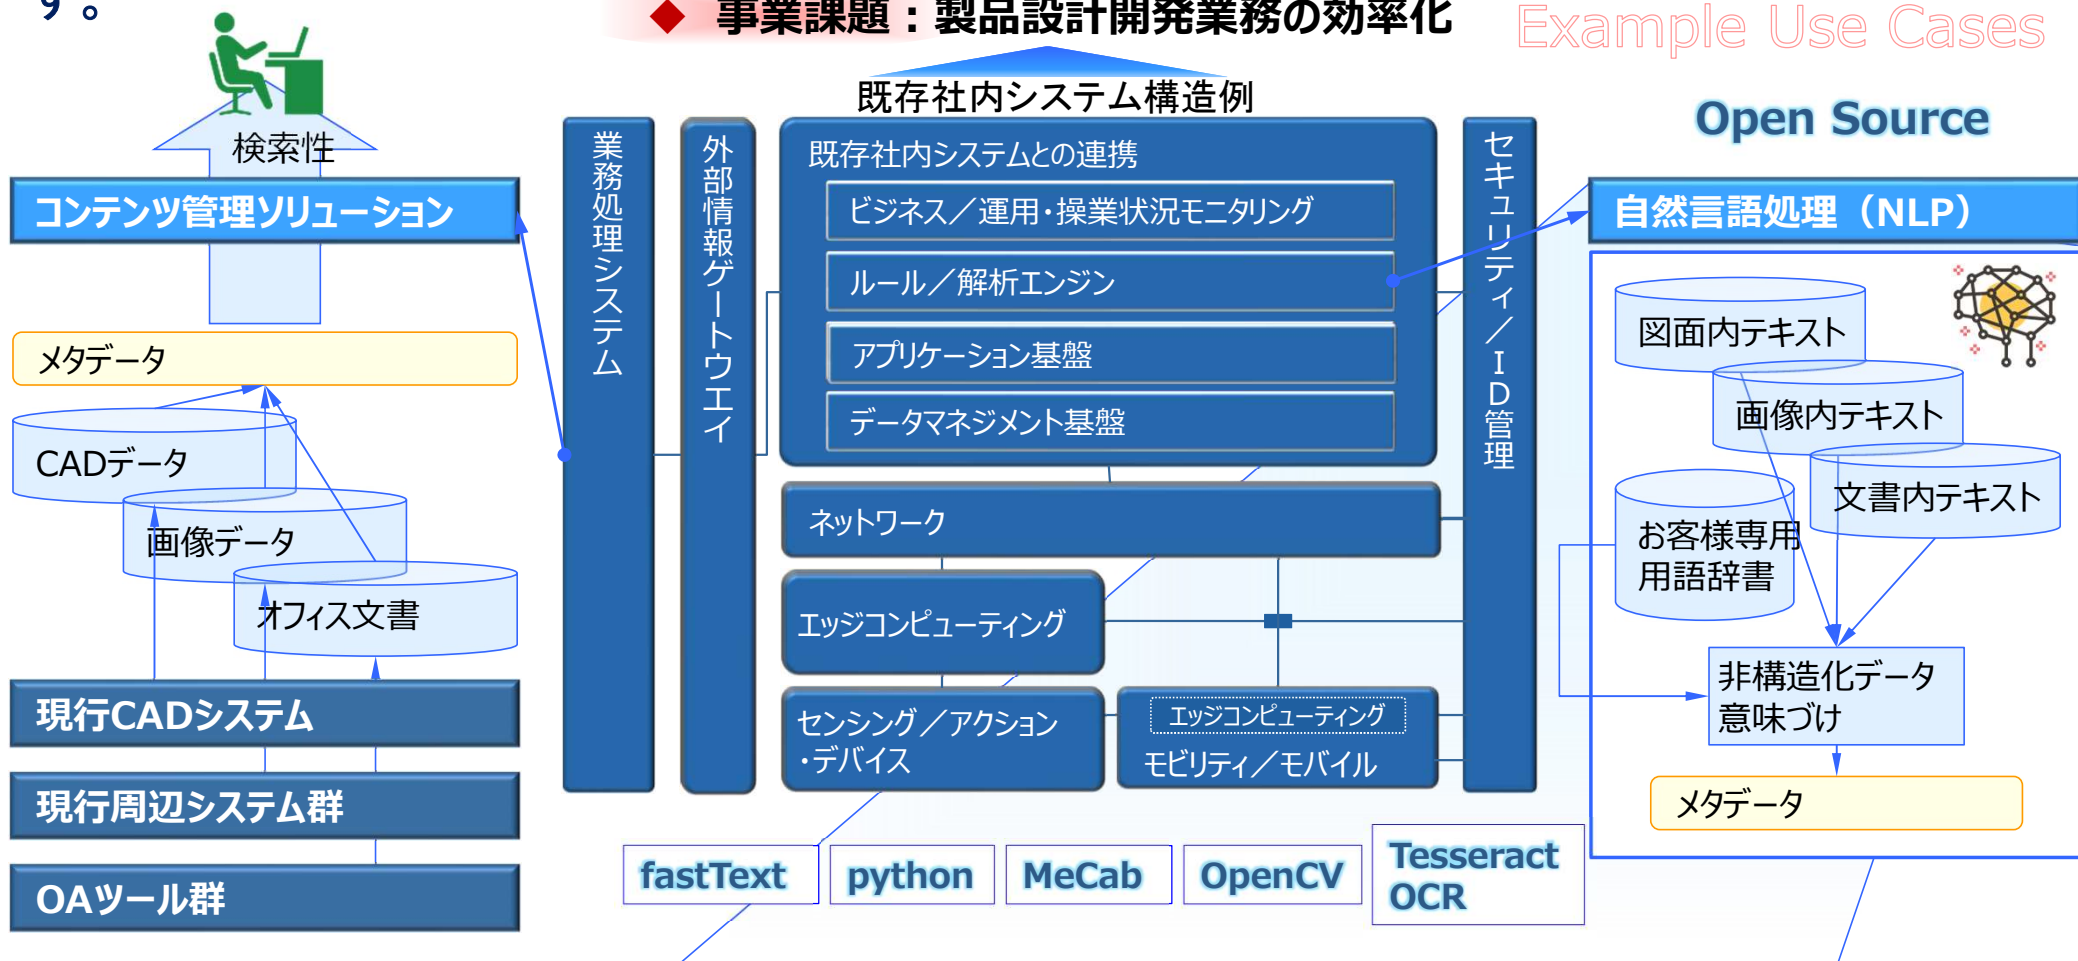 す。
◆ 事業課題：製品設計開発業務の効率化
Example Use Cases
検索性
コンテンツ管理ソリューション
メタデータ
CADデータ
画像データ
オフィス文書
現行CADシステム
現行周辺システム群
OAツール群
既存社内システム構造例
業務処理システム
外部情報ゲートウエイ
既存社内システムとの連携
ビジネス／運用・操業状況モニタリング
ルール／解析エンジン
アプリケーション基盤
データマネジメント基盤
ネットワーク
エッジコンピューティング
センシング／アクション
・デバイス
エッジコンピューティング
モビリティ／モバイル
セキュリティ／ID管理
fastText
python
MeCab
OpenCV
Tesseract
OCR
Open Source
自然言語処理（NLP）
図面内テキスト
画像内テキスト
文書内テキスト
お客様専用
用語辞書
非構造化データ
意味づけ
メタデータ